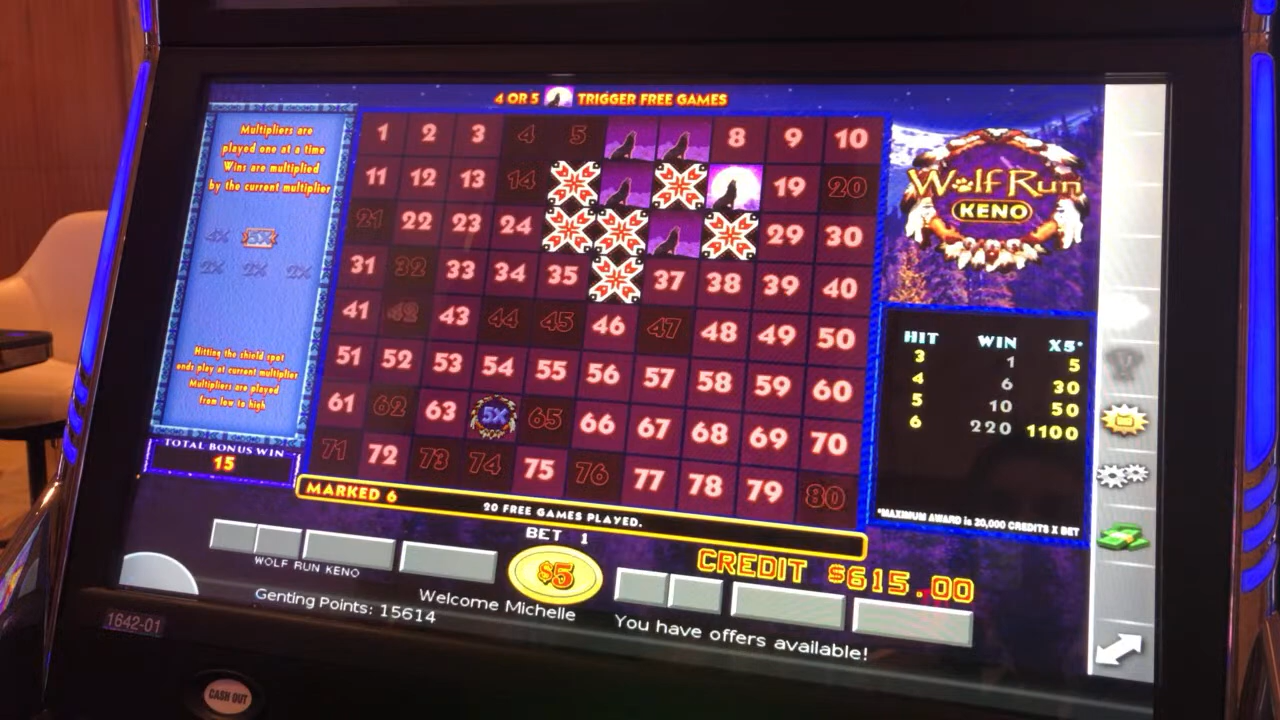 4 OR 5 TRIGGER FREE GAMES
Multipliers are
played one at a time
Wins are multiplied
by the current multiplier
4X 5X
2X 2X 2X
Hitting the shield spot
ends play at current multiplier
Multipliers are played
from low to high
TOTAL BONUS WIN
15
1 2 3 4 5 8 9 10
11 12 13 14 19 20
21 22 23 24 29 30
31 32 33 34 35 37 38 39 40
41 42 43 44 45 46 47 48 49 50
51 52 53 54 55 56 57 58 59 60
61 62 63 5X 65 66 67 68 69 70
71 72 73 74 75 76 77 78 79 80
Wolf Run
KENO
HIT WIN X5*
3 1 5
4 6 30
5 10 50
6 220 1100
*MAXIMUM AWARD is 20,000 CREDITS X BET
MARKED 6
20 FREE GAMES PLAYED.
BET 1
$5
CREDIT $615.00
WOLF RUN KENO
Genting Points: 15614
Welcome Michelle
You have offers available!
1642-01
CASH OUT